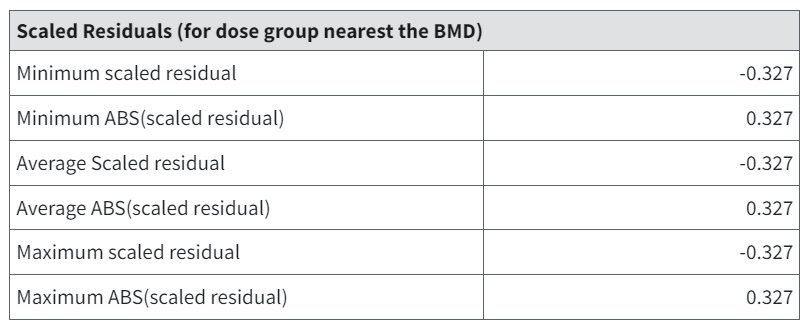 Scaled Residuals (for dose group nearest the BMD)
Minimum scaled residual -0.327
Minimum ABS(scaled residual) 0.327
Average Scaled residual -0.327
Average ABS(scaled residual) 0.327
Maximum scaled residual -0.327
Maximum ABS(scaled residual) 0.327